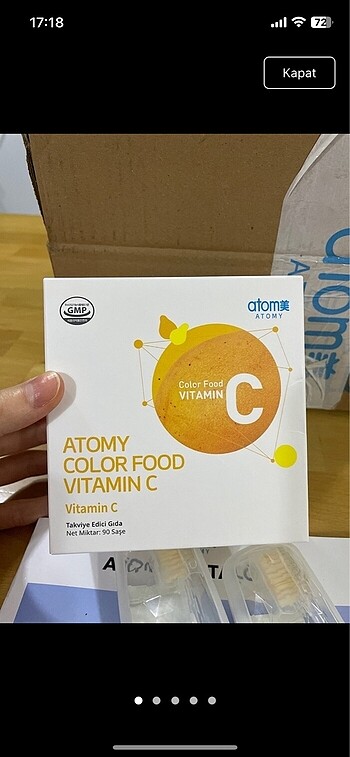 17:18
72
Kapat
GMP
atom美
ATOMY
Color Food
VITAMIN C
ATOMY
COLOR FOOD
VITAMIN C
Vitamin C
Takviye Edici Gıda
Net Miktar: 90 Saşe
atom